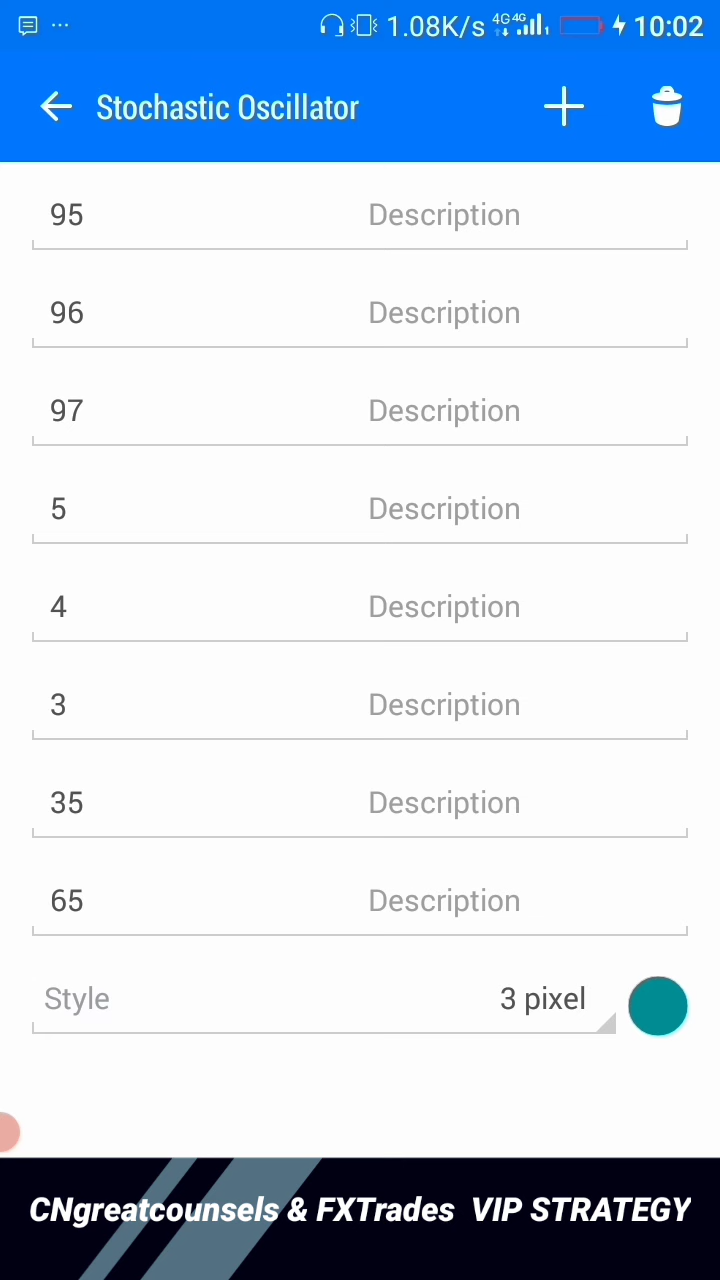 1.08K/s 4G 4G 10:02
Stochastic Oscillator
95 Description
96 Description
97 Description
5 Description
4 Description
3 Description
35 Description
65 Description
Style 3 pixel
CNgreatcounsels & FXTrades VIP STRATEGY